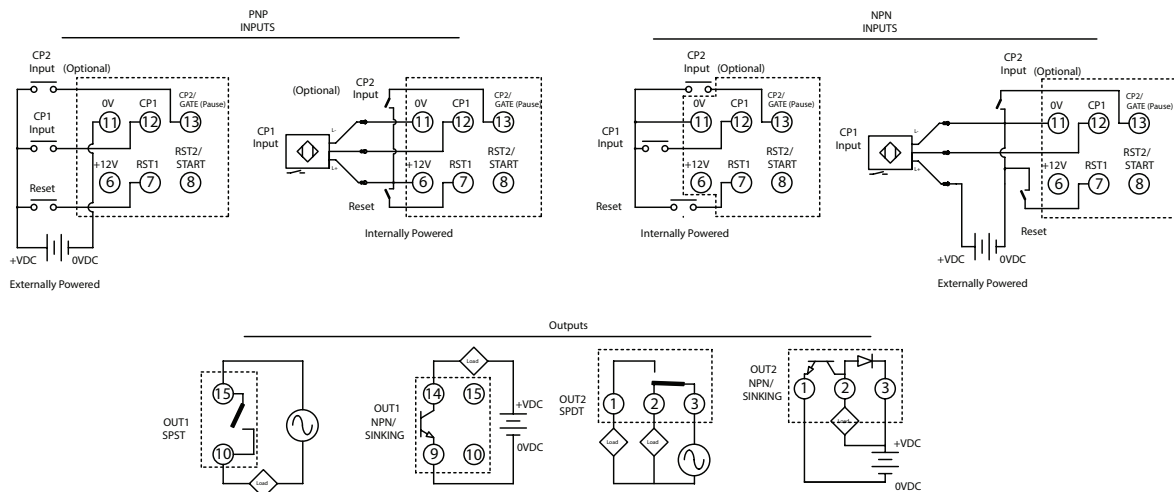 PNP
INPUTS
CP2
Input (Optional)
0V CP1 CP2/
GATE (Pause)
11 12 13
CP1
Input
+12V RST1 RST2/
START
6 7 8
Reset
+VDC 0VDC
Externally Powered
(Optional)
CP2
Input
0V CP1 CP2/
GATE (Pause)
11 12 13
L-
CP1
Input
L+
+12V RST1 RST2/
START
6 7 8
Reset
Internally Powered
NPN
INPUTS
CP2
Input (Optional)
0V CP1 CP2/
GATE (Pause)
11 12 13
CP1
Input
+12V RST1 RST2/
START
6 7 8
Reset
Internally Powered
CP2
Input (Optional)
0V CP1 CP2/
GATE (Pause)
11 12 13
L-
CP1
Input
L+
+12V RST1 RST2/
START
6 7 8
Reset
+VDC 0VDC
Externally Powered
Outputs
15
OUT1
SPST
10
Load
Load
14 15
OUT1
NPN/
SINKING
9 10
+VDC
0VDC
OUT2
SPDT
1 2 3
Load Load
OUT2
NPN/
SINKING
1 2 3
Load
+VDC
0VDC